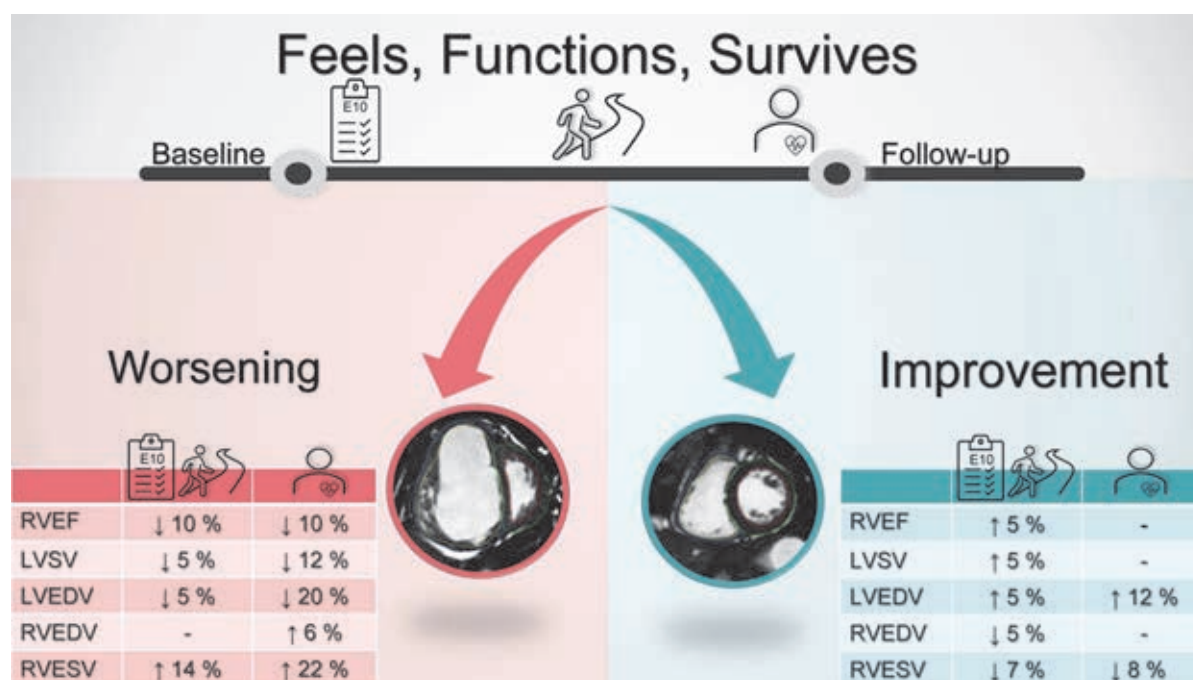 Feels, Functions, Survives
E10
Baseline
Follow-up
Worsening
Improvement
E10
RVEF ↓ 10 % ↓ 10 %
LVSV ↓ 5 % ↓ 12 %
LVEDV ↓ 5 % ↓ 20 %
RVEDV - ↑ 6 %
RVESV ↑ 14 % ↑ 22 %
E10
RVEF ↑ 5 % -
LVSV ↑ 5 % -
LVEDV ↑ 5 % ↑ 12 %
RVEDV ↓ 5 % -
RVESV ↓ 7 % ↓ 8 %